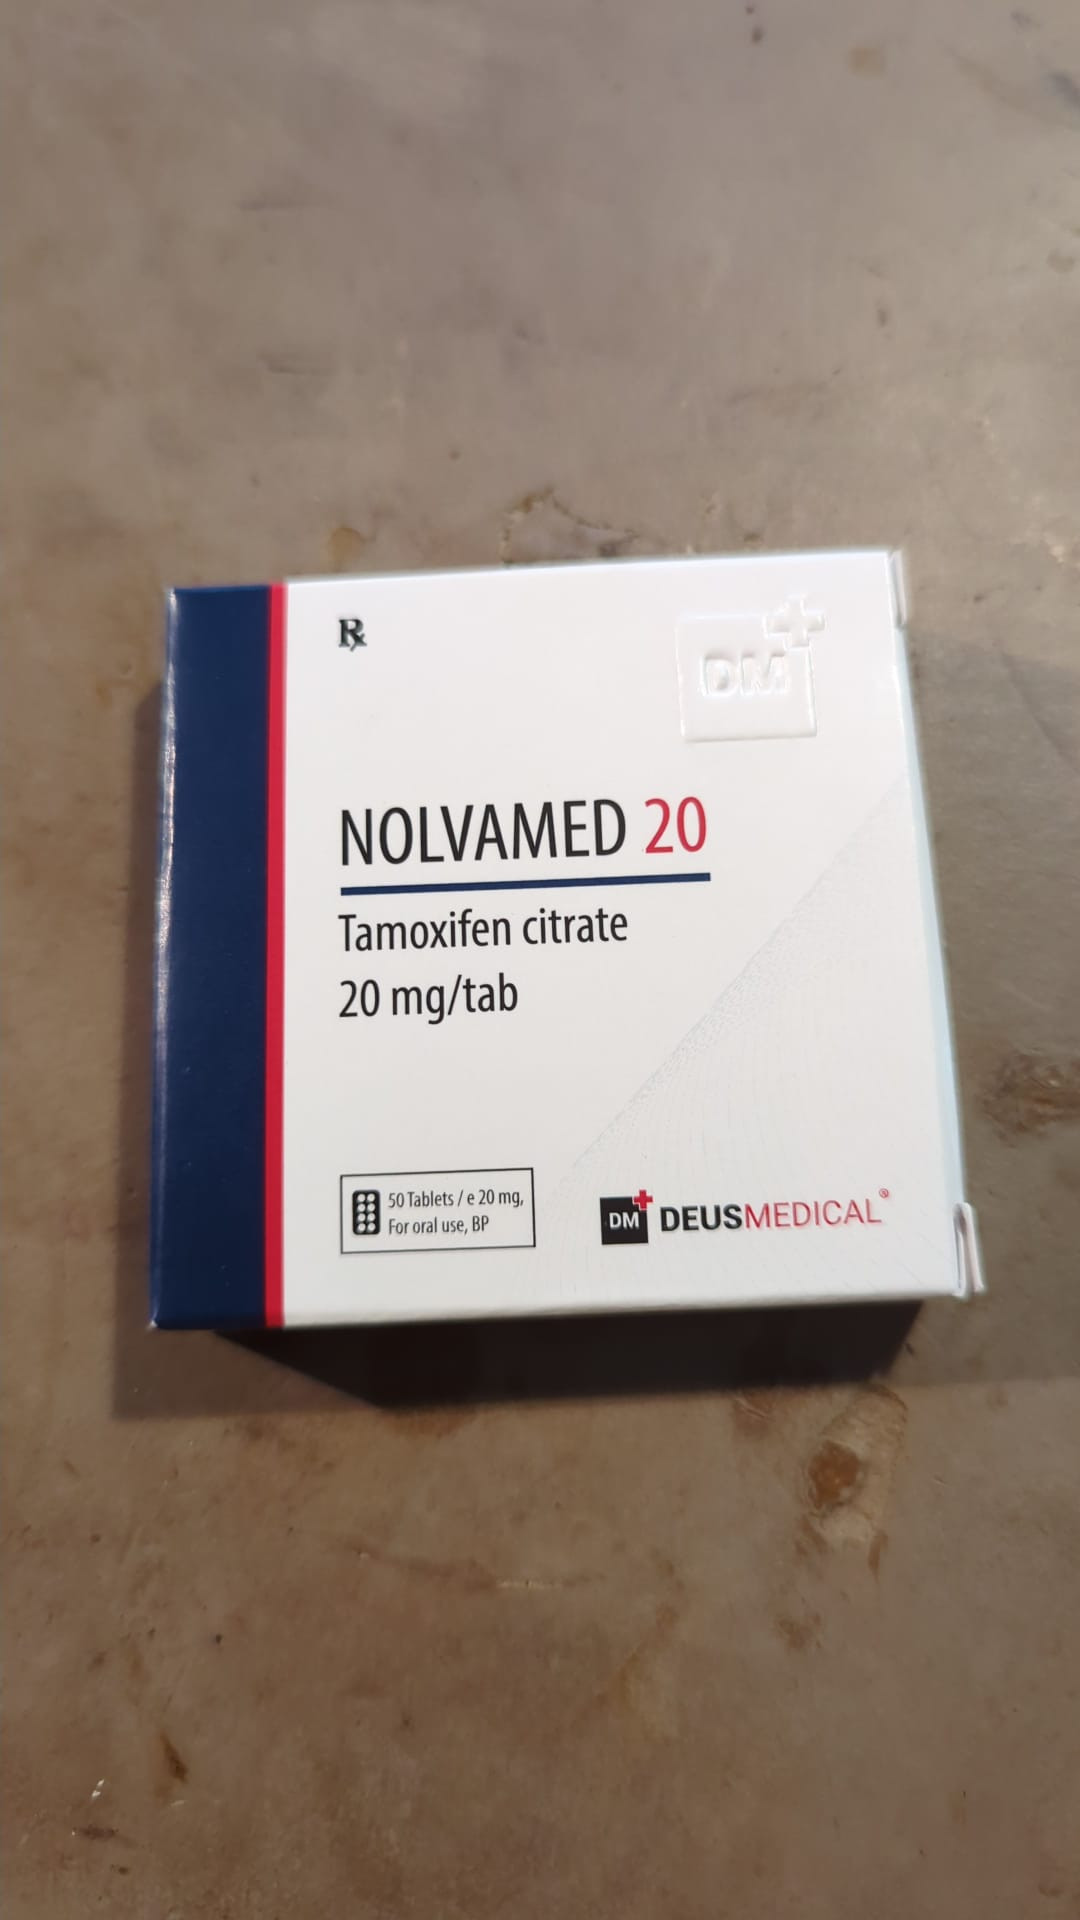 ℞
DM
NOLVAMED 20
Tamoxifen citrate
20 mg/tab
50 Tablets / e 20 mg,
For oral use, BP
DM DEUSMEDICAL®